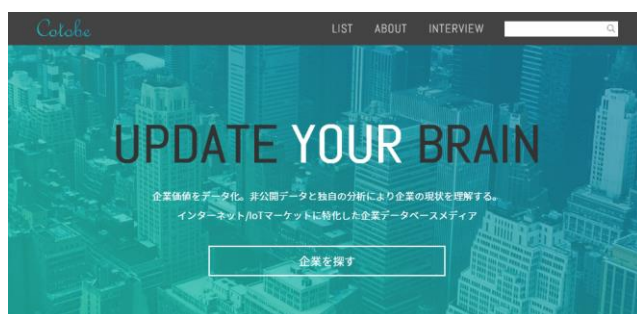 Cotobe LIST ABOUT INTERVIEW
UPDATE YOUR BRAIN
企業価値をデータ化。非公開データと独自の分析により企業の現状を理解する。
インターネット/IoTマーケットに特化した企業データベースメディア
企業を探す